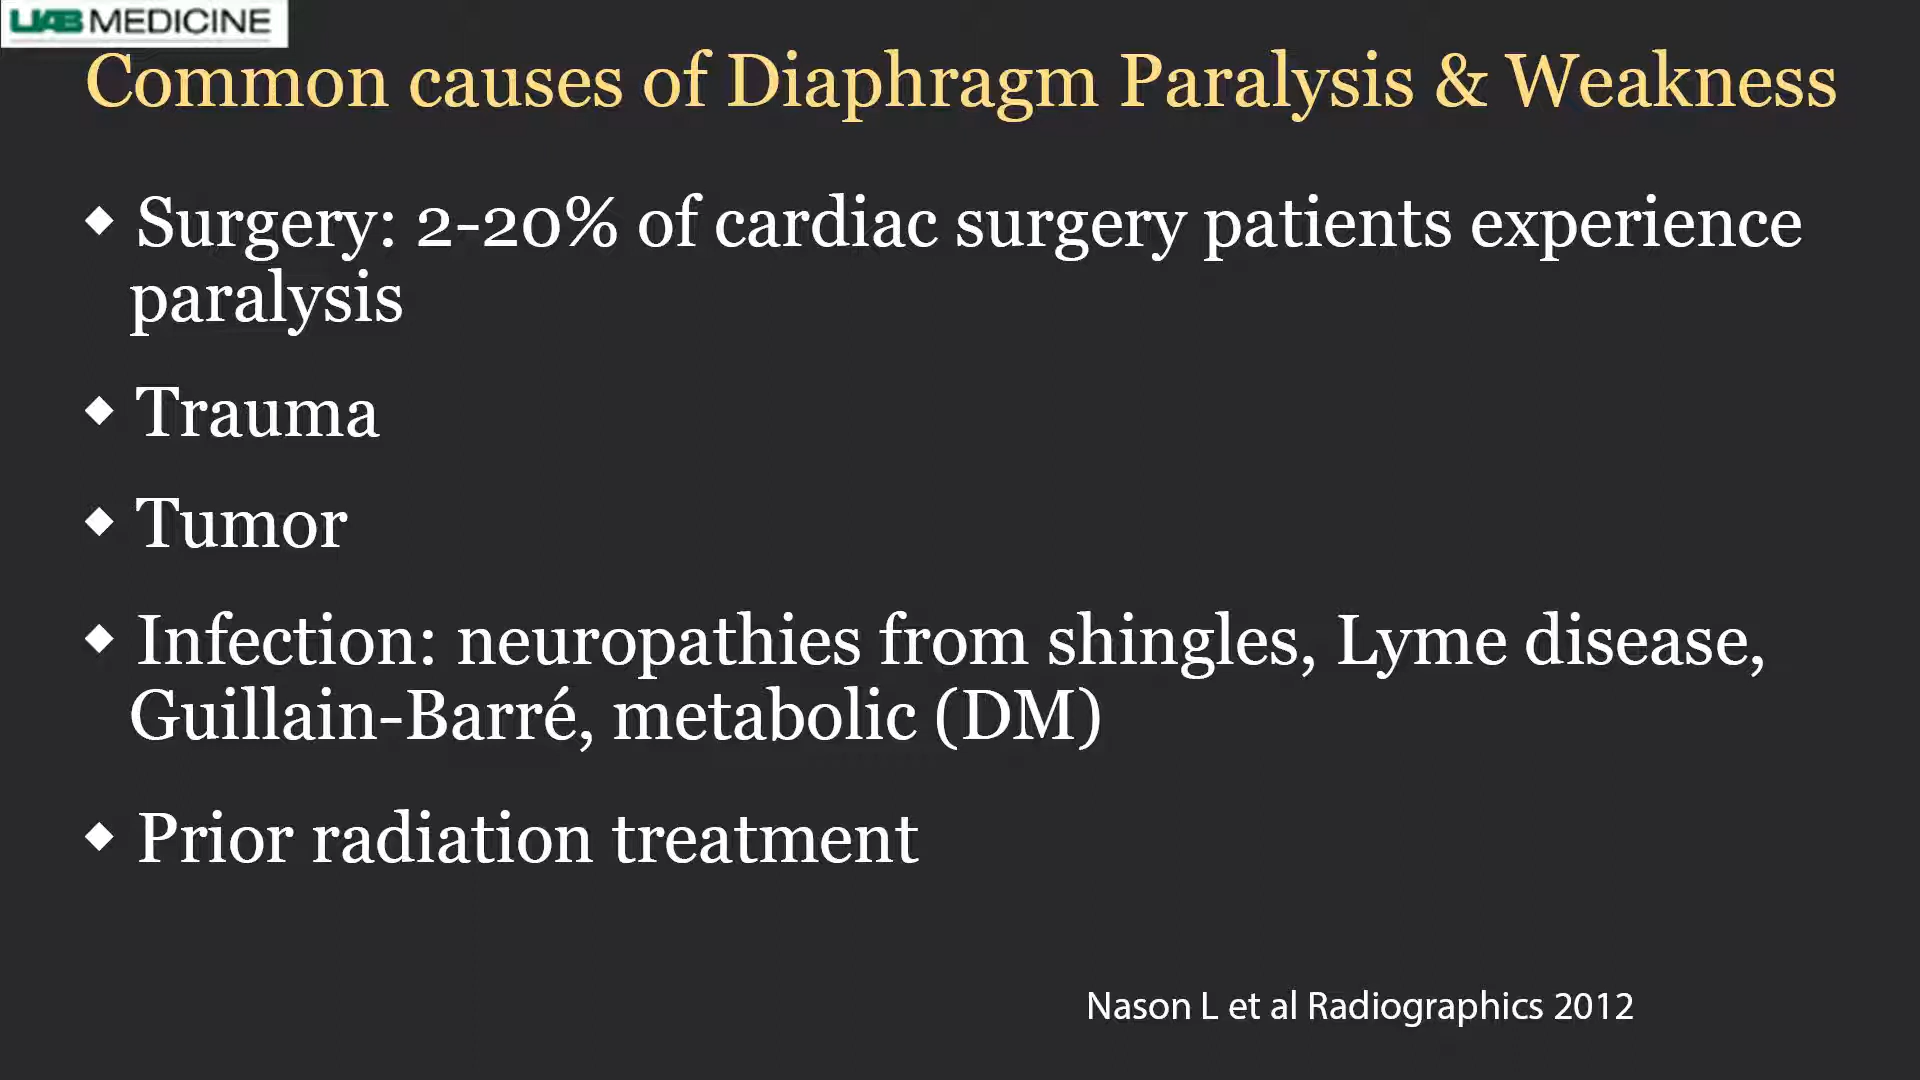 UAB MEDICINE
Common causes of Diaphragm Paralysis & Weakness
◆ Surgery: 2-20% of cardiac surgery patients experience
paralysis
◆ Trauma
◆ Tumor
◆ Infection: neuropathies from shingles, Lyme disease,
Guillain-Barré, metabolic (DM)
◆ Prior radiation treatment
Nason L et al Radiographics 2012